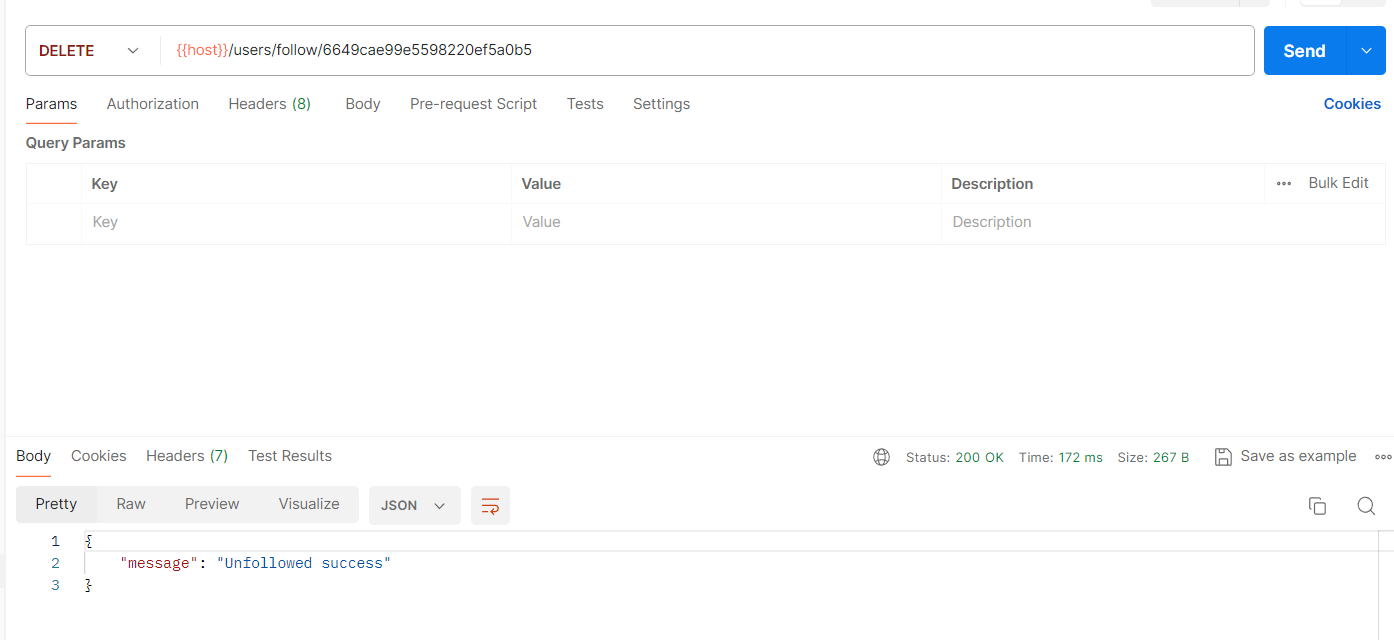 DELETE {{host}}/users/follow/6649cae99e5598220ef5a0b5 Send
Params Authorization Headers (8) Body Pre-request Script Tests Settings Cookies
Query Params
Key Value Description Bulk Edit
Key Value Description
Body Cookies Headers (7) Test Results Status: 200 OK Time: 172 ms Size: 267 B Save as example
Pretty Raw Preview Visualize JSON
1 {
2 "message": "Unfollowed success"
3 }